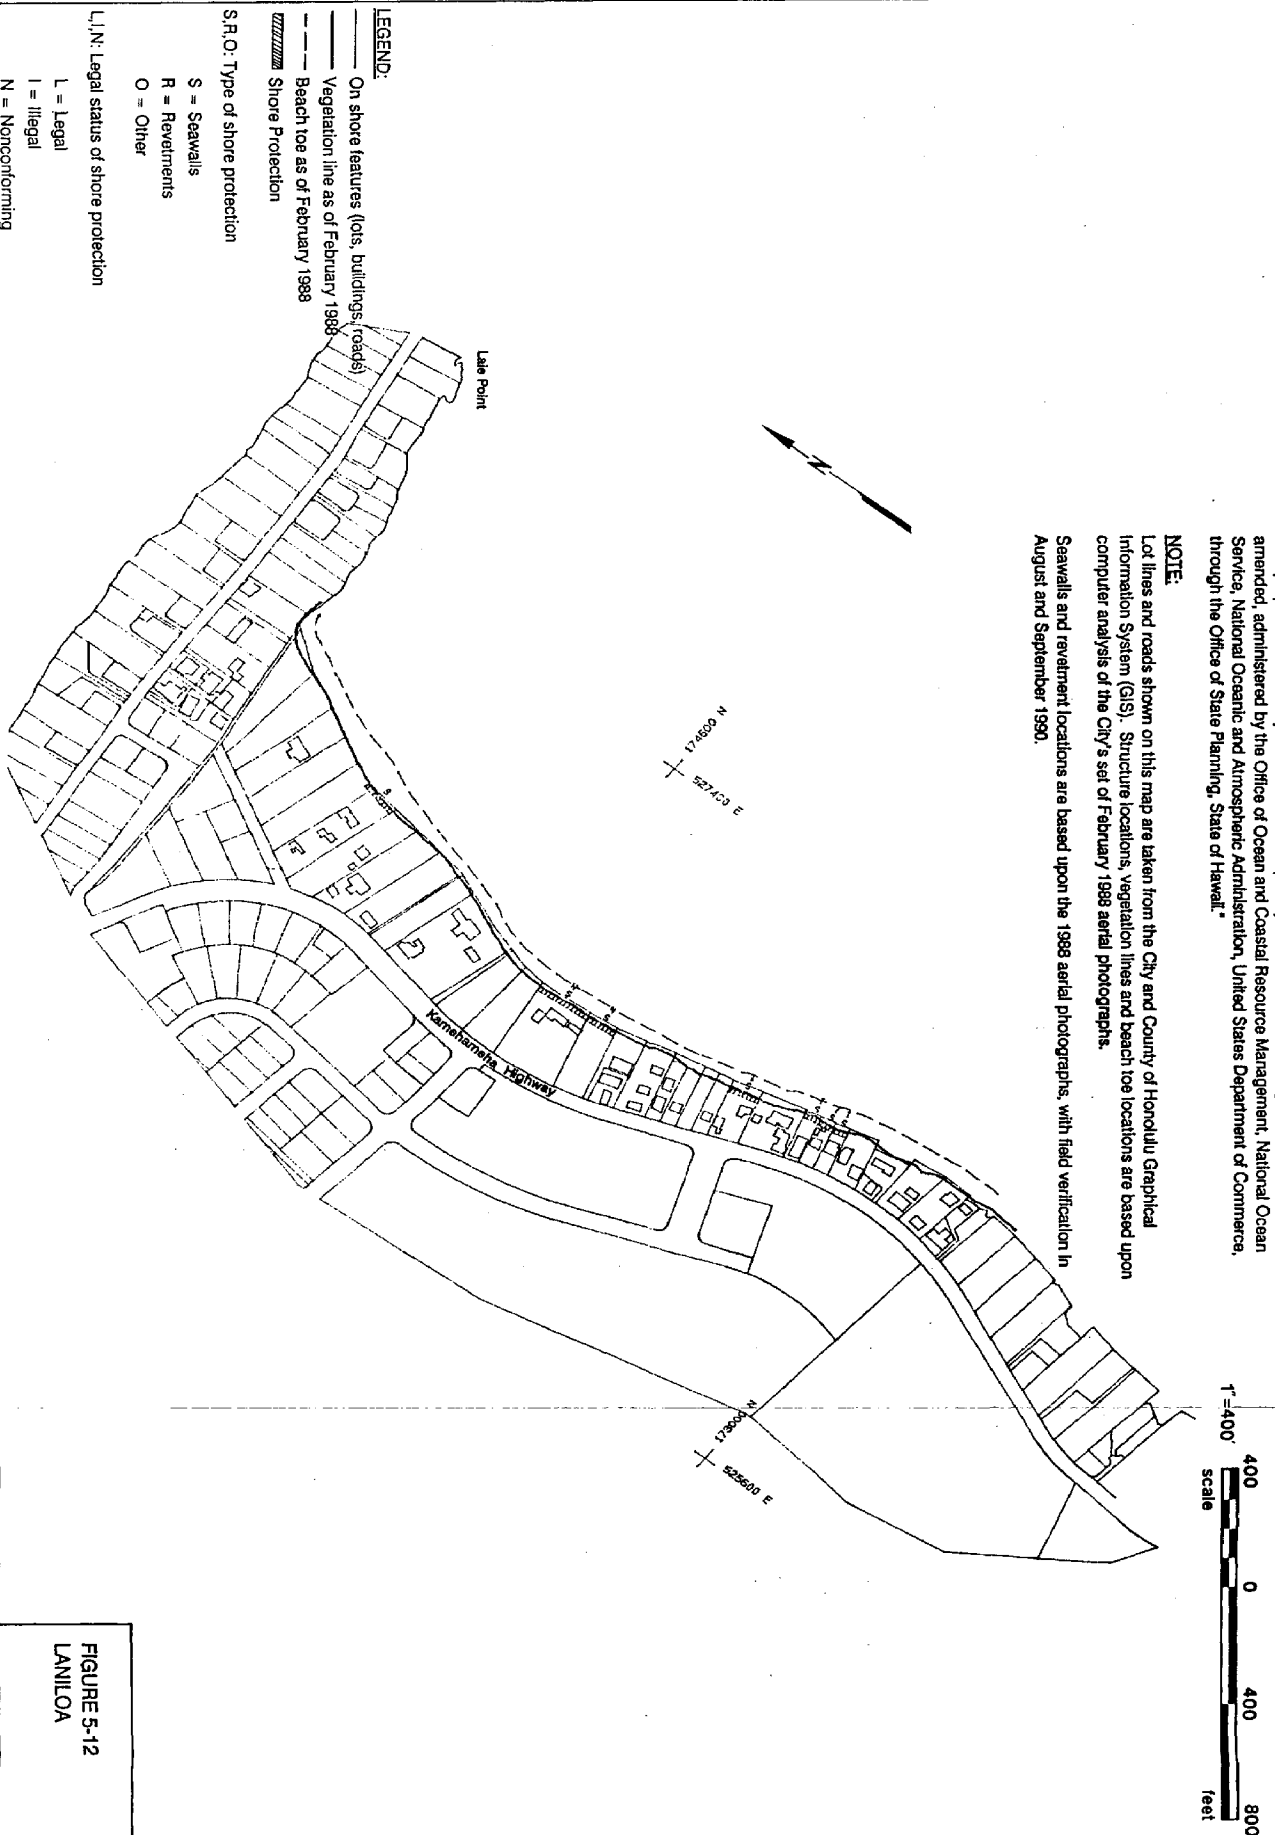 amended, administered by the Office of Ocean and Coastal Resource Management, National Ocean
Service, National Oceanic and Atmospheric Administration, United States Department of Commerce,
through the Office of State Planning, State of Hawaii."
NOTE:
Lot lines and roads shown on this map are taken from the City and County of Honolulu Graphical
Information System (GIS). Structure locations, vegetation lines and beach toe locations are based upon
computer analysis of the City's set of February 1988 aerial photographs.
Seawalls and revetment locations are based upon the 1988 aerial photographs, with field verification in
August and September 1990.
1"=400'
400 0 400 800
scale feet
N
Laie Point
174600 N
527400 E
Kamehameha Highway
173000 N
525600 E
LEGEND:
On shore features (lots, buildings, roads)
Vegetation line as of February 1988
Beach toe as of February 1988
Shore Protection
S,R,O: Type of shore protection
S = Seawalls
R = Revetments
O = Other
L,I,N: Legal status of shore protection
L = Legal
I = Illegal
N = Nonconforming
FIGURE 5-12
LANILOA